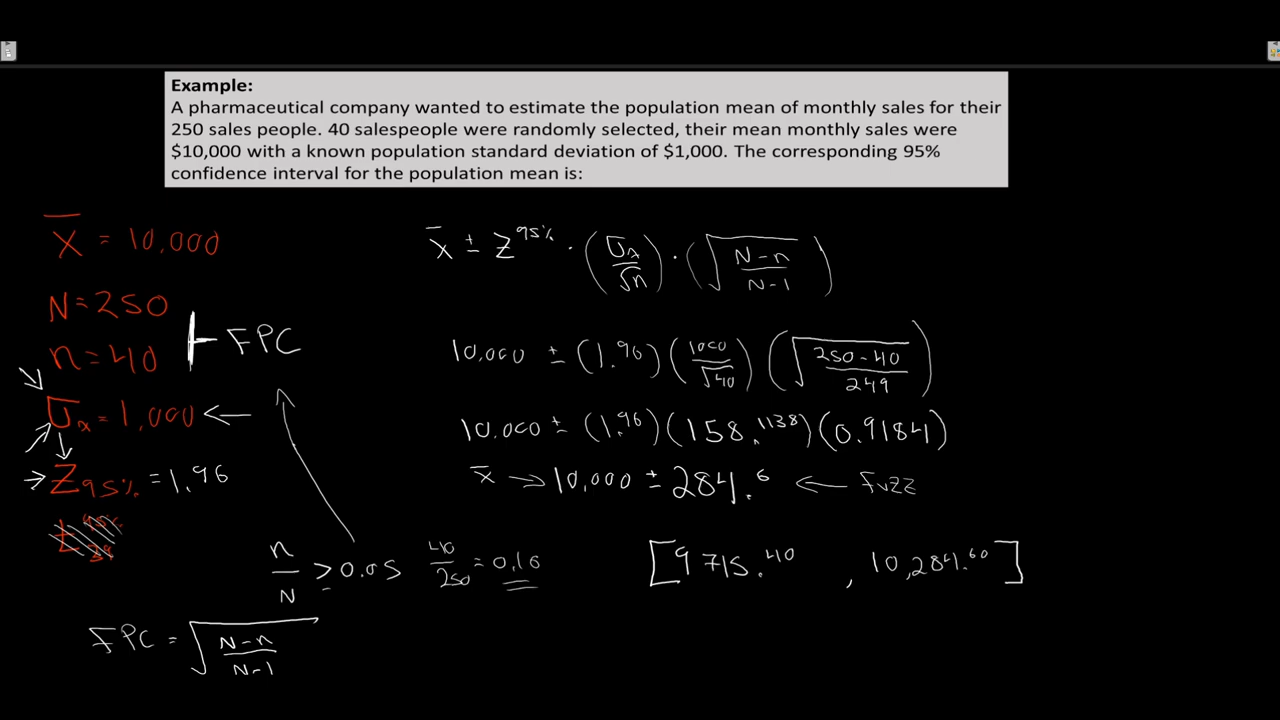 Example:
A pharmaceutical company wanted to estimate the population mean of monthly sales for their
250 sales people. 40 salespeople were randomly selected, their mean monthly sales were
$10,000 with a known population standard deviation of $1,000. The corresponding 95%
confidence interval for the population mean is:
x̄ = 10,000
N=250
n=40
FPC
σx = 1,000 ←
Z95% = 1.96
t95% 39
n/N > 0.05 40/250 = 0.16
FPC = √((N-n)/(N-1))
x̄ ± Z95% · (σx/√n) · (√((N-n)/(N-1)))
10,000 ± (1.96)(1000/√40)(√((250-40)/249))
10,000 ± (1.96)(158.1138)(0.9184)
x̄ → 10,000 ± 284.6 ← Fuzz
[9715.40, 10,284.60]